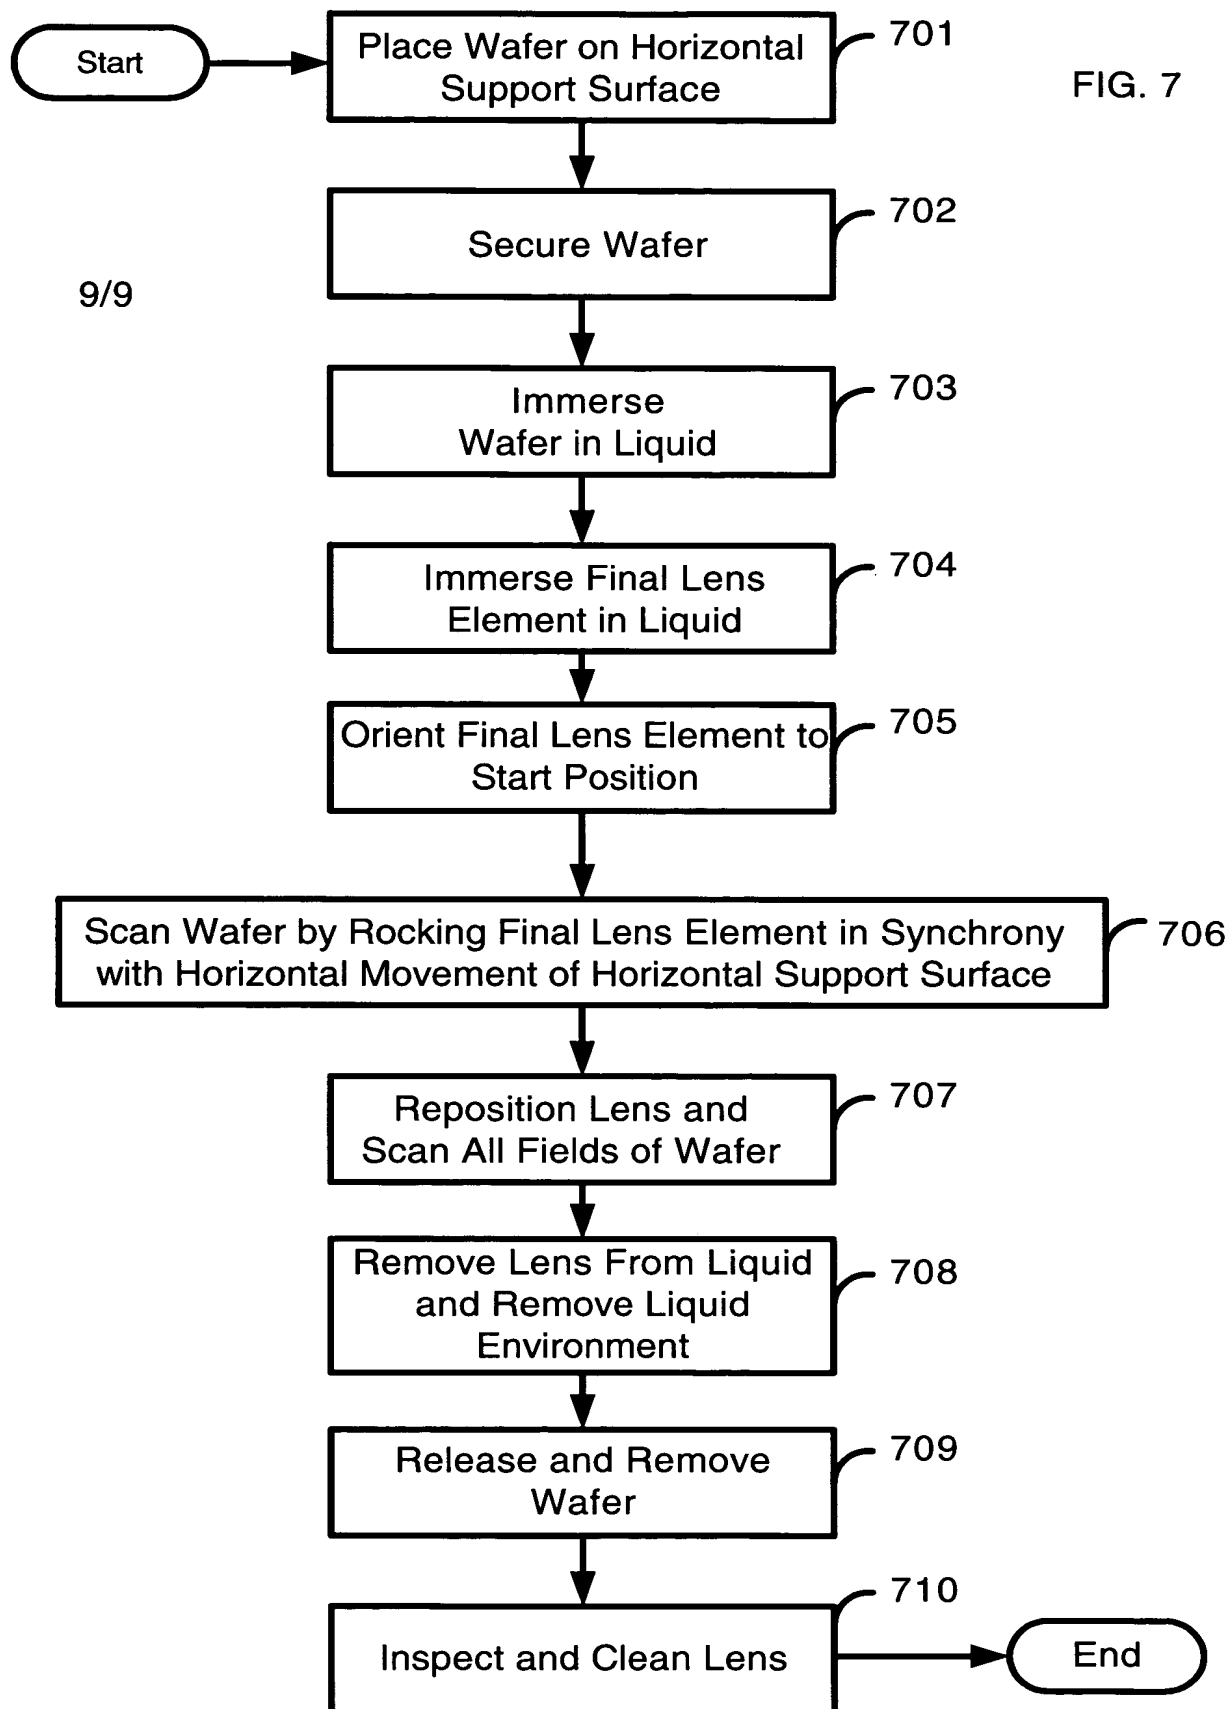 Start
Place Wafer on Horizontal
Support Surface
701
FIG. 7
Secure Wafer
702
9/9
Immerse
Wafer in Liquid
703
Immerse Final Lens
Element in Liquid
704
Orient Final Lens Element to
Start Position
705
Scan Wafer by Rocking Final Lens Element in Synchrony
with Horizontal Movement of Horizontal Support Surface
706
Reposition Lens and
Scan All Fields of Wafer
707
Remove Lens From Liquid
and Remove Liquid
Environment
708
Release and Remove
Wafer
709
Inspect and Clean Lens
710
End